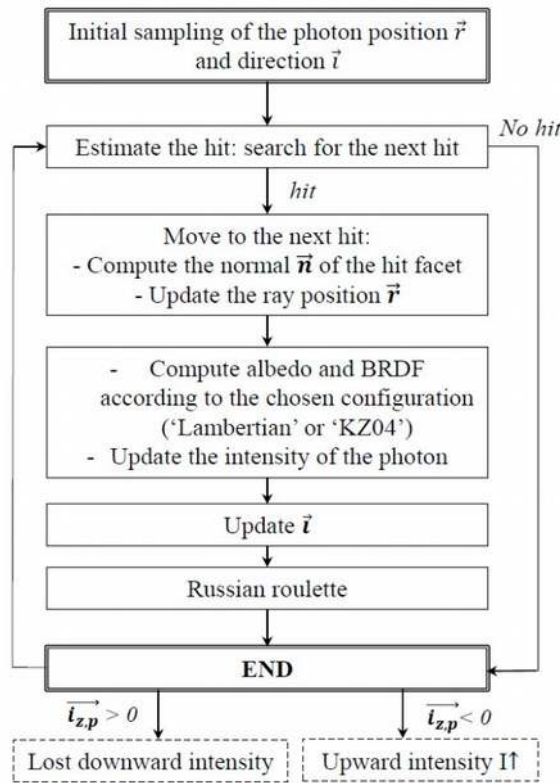 Initial sampling of the photon position r⃗
and direction i⃗
No hit
Estimate the hit: search for the next hit
hit
Move to the next hit:
- Compute the normal n⃗ of the hit facet
- Update the ray position r⃗
- Compute albedo and BRDF
according to the chosen configuration
(‘Lambertian’ or ‘KZ04’)
- Update the intensity of the photon
Update i⃗
Russian roulette
END
i⃗z,p > 0
i⃗z,p < 0
Lost downward intensity
Upward intensity I↑